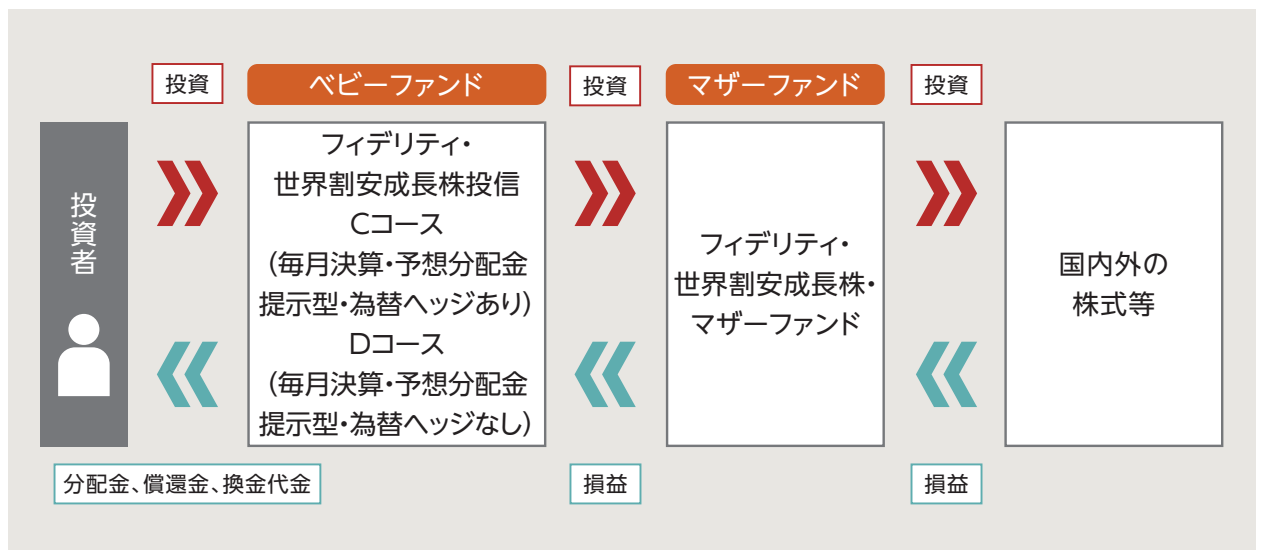 投資
ベビーファンド
投資
マザーファンド
投資
投資者
フィデリティ・
世界割安成長株投信
Cコース
(毎月決算・予想分配金
提示型・為替ヘッジあり)
Dコース
(毎月決算・予想分配金
提示型・為替ヘッジなし)
フィデリティ・
世界割安成長株・
マザーファンド
国内外の
株式等
分配金、償還金、換金代金
損益
損益